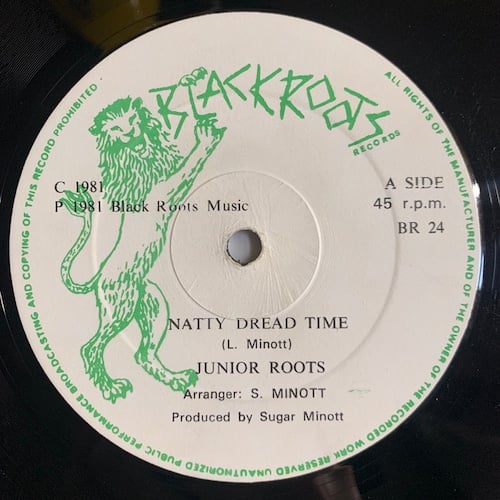 BLACKROOTS
RECORDS
C 1981
P 1981 Black Roots Music
A SIDE
45 r.p.m.
BR 24
NATTY DREAD TIME
(L. Minott)
JUNIOR ROOTS
Arranger: S. MINOTT
Produced by Sugar Minott
ALL RIGHTS OF THE MANUFACTURER AND OF THE OWNER OF THE RECORDED WORK RESERVED UNAUTHORIZED PUBLIC PERFORMANCE BROADCASTING AND COPYING OF THIS RECORD PROHIBITED